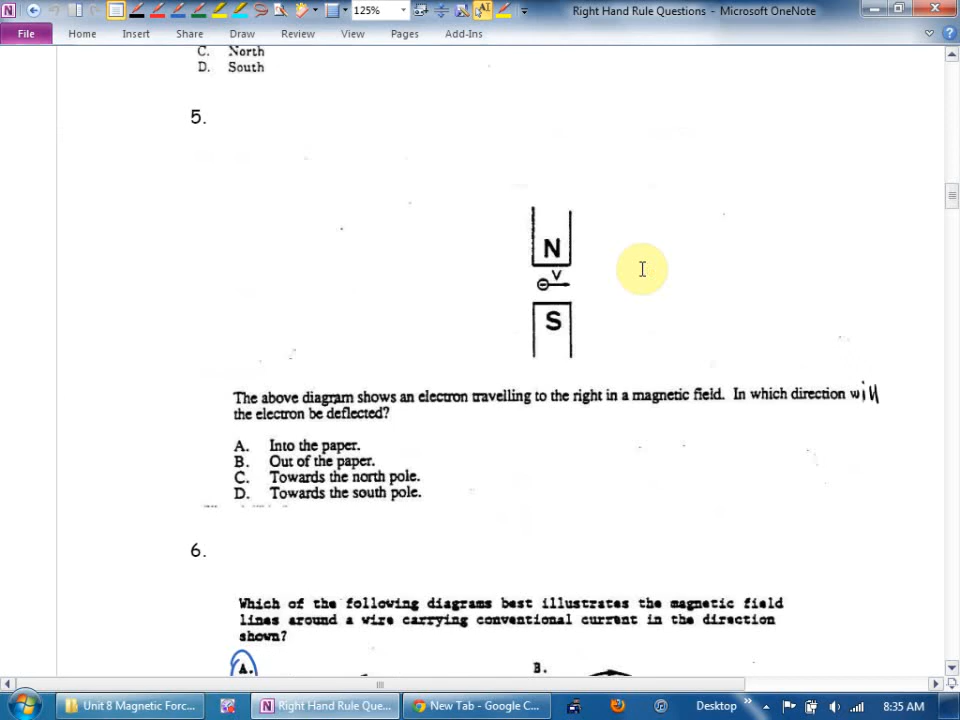 125%
Right Hand Rule Questions - Microsoft OneNote
File Home Insert Share Draw Review View Pages Add-Ins
C. North
D. South
5.
N
V
S
The above diagram shows an electron travelling to the right in a magnetic field. In which direction will
the electron be deflected?
A. Into the paper.
B. Out of the paper.
C. Towards the north pole.
D. Towards the south pole.
6.
Which of the following diagrams best illustrates the magnetic field
lines around a wire carrying conventional current in the direction
shown?
A. B.
Unit 8 Magnetic Forc... Right Hand Rule Que... New Tab - Google C... Desktop 8:35 AM